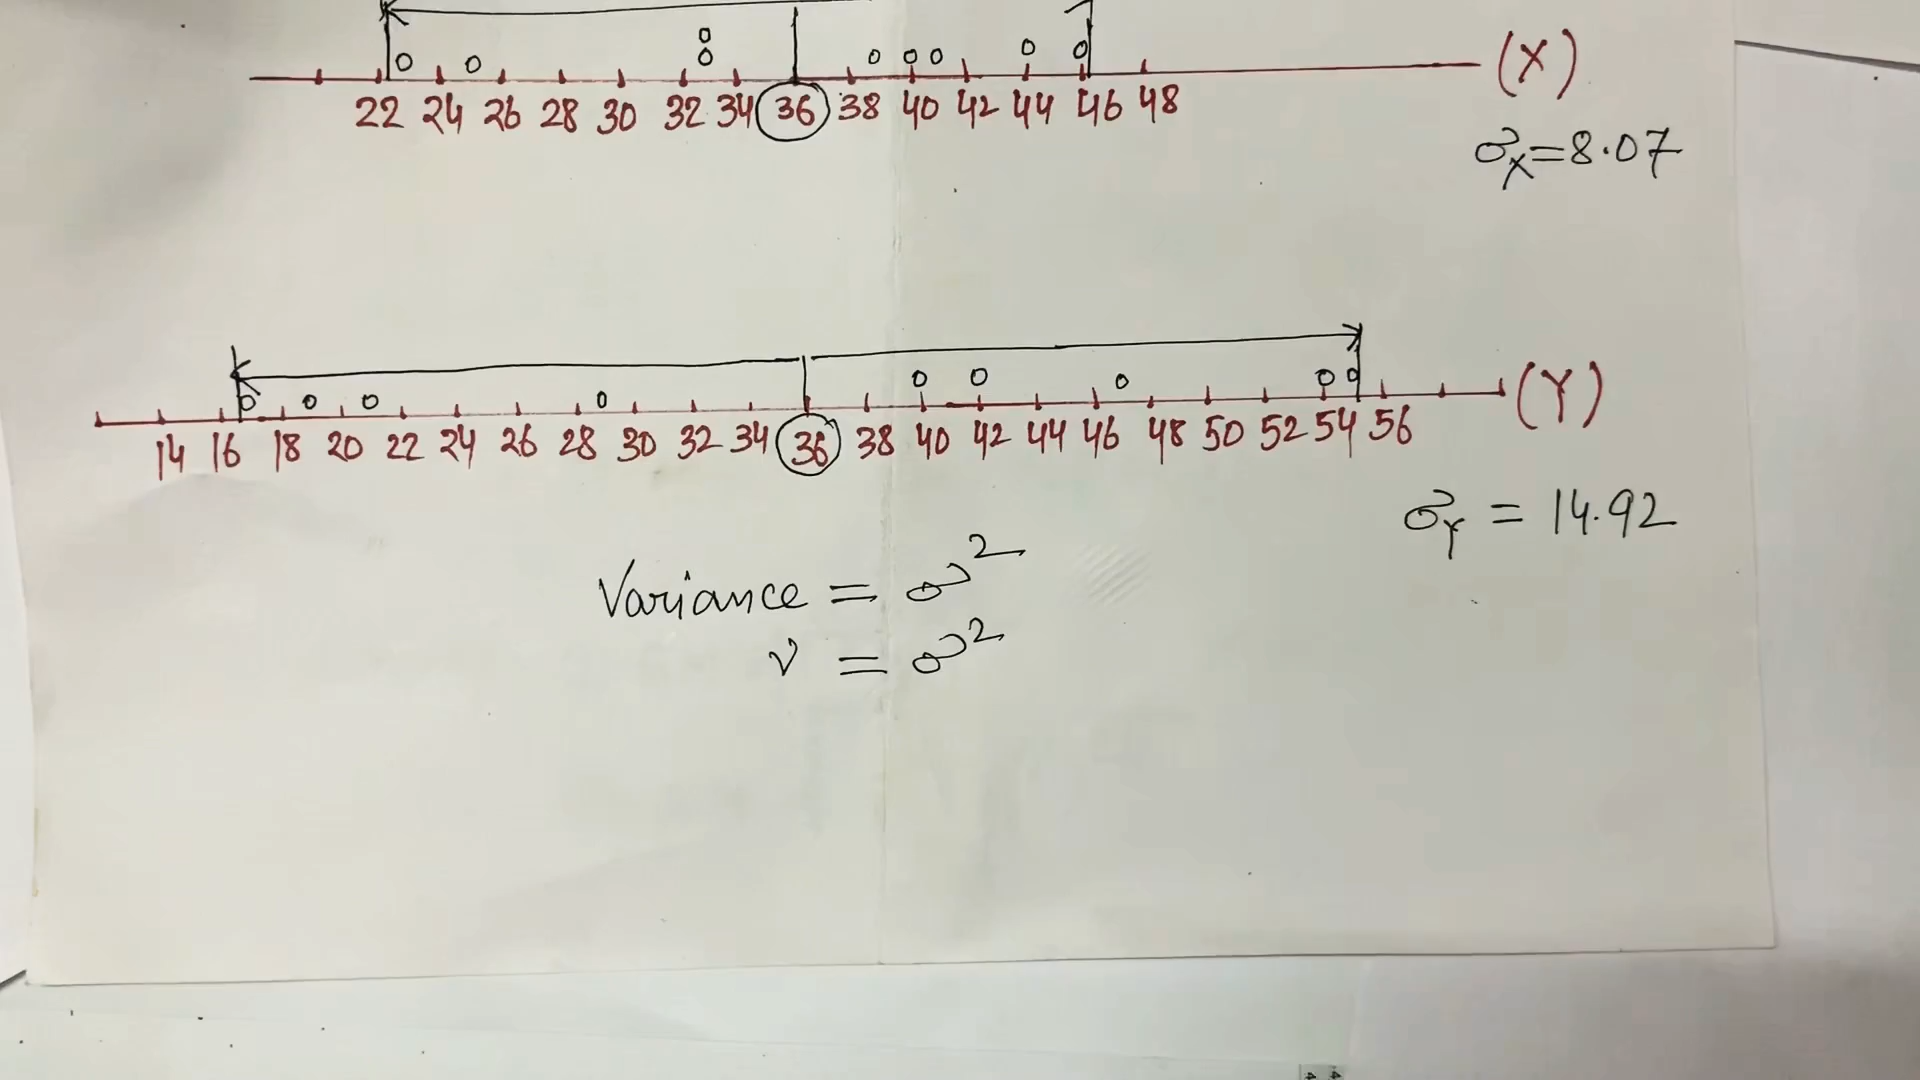 (X)
22 24 26 28 30 32 34 36 38 40 42 44 46 48
σx=8.07
(Y)
14 16 18 20 22 24 26 28 30 32 34 36 38 40 42 44 46 48 50 52 54 56
σY = 14.92
Variance = σ²
v = σ²